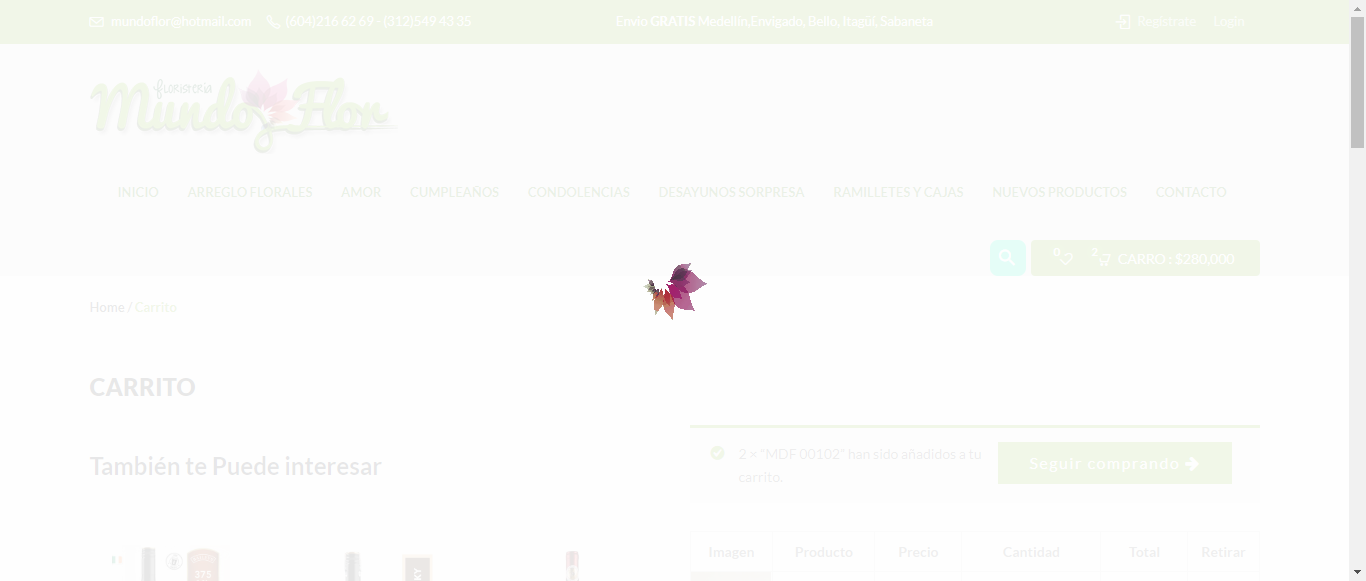 mundoflor@hotmail.com (604)216 62 69 - (312)549 43 35 Envio GRATIS Medellin,Envigado, Bello, Itagüí, Sabaneta Registrate Login
floristería
Mundo Flor
INICIO ARREGLO FLORALES AMOR CUMPLEAÑOS CONDOLENCIAS DESAYUNOS SORPRESA RAMILLETES Y CAJAS NUEVOS PRODUCTOS CONTACTO
0 2 CARRO : $280,000
Home / Carrito
CARRITO
También te Puede interesar
2 × "MDF 00102" han sido añadidos a tu
carrito.
Seguir comprando
Imagen Producto Precio Cantidad Total Retirar
375